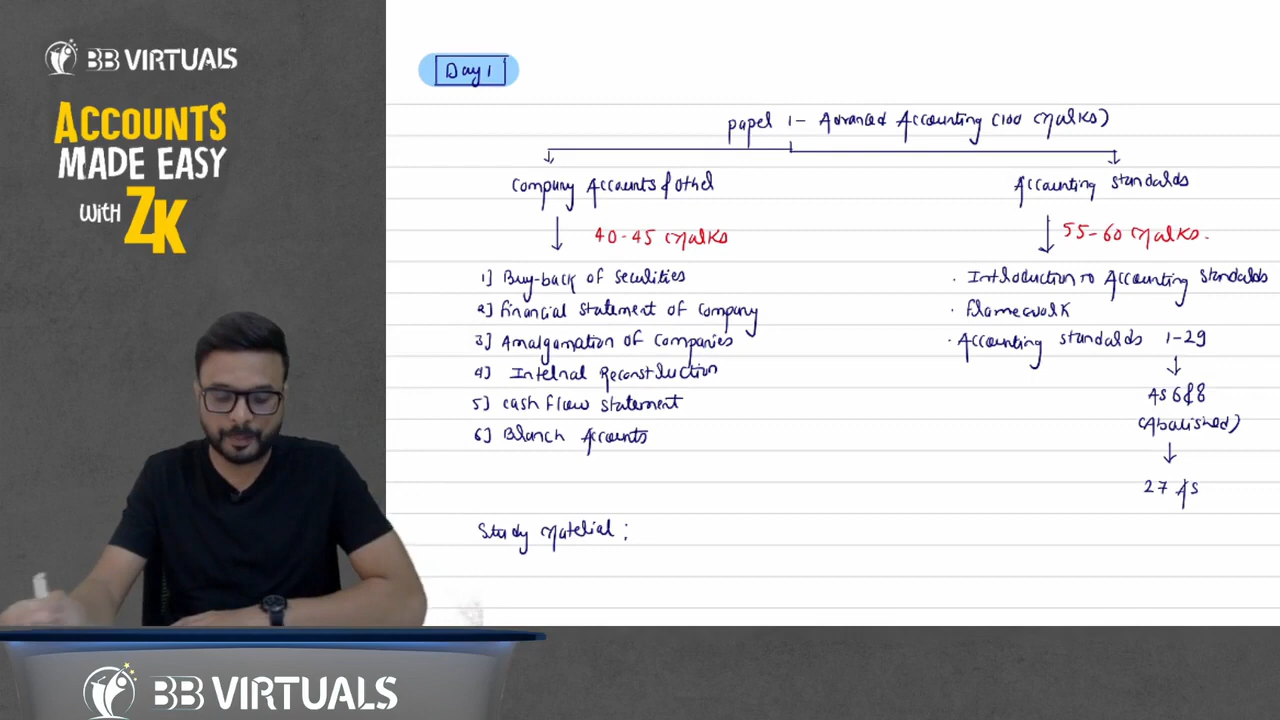 BB VIRTUALS
ACCOUNTS
MADE EASY
WITH ZK
Day 1
paper 1 - Advanced Accounting (100 Marks)
Company Accounts & other
Accounting standards
40-45 Marks
55-60 Marks.
1] Buy-back of securities
2] Financial statement of company
3] Amalgamation of Companies
4] Internal Reconstruction
5] cash flow statement
6] Branch Accounts
· Introduction to Accounting standards
· framework
· Accounting standards 1-29
AS 6 & 8
(Abolished)
27 AS
Study Material ;
BB VIRTUALS